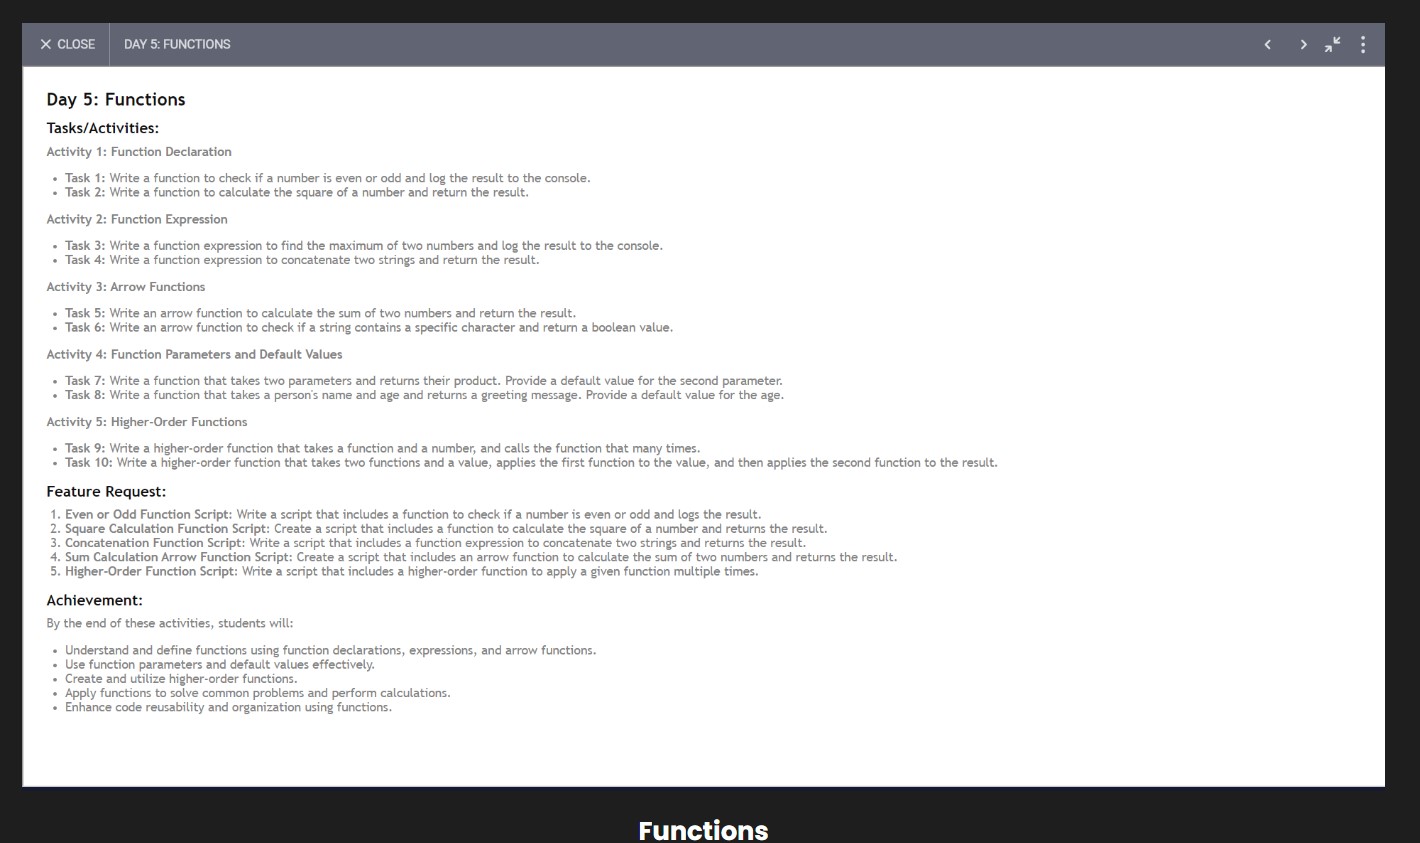 CLOSE
DAY 5: FUNCTIONS
Day 5: Functions
Tasks/Activities:
Activity 1: Function Declaration
• Task 1: Write a function to check if a number is even or odd and log the result to the console.
• Task 2: Write a function to calculate the square of a number and return the result.
Activity 2: Function Expression
• Task 3: Write a function expression to find the maximum of two numbers and log the result to the console.
• Task 4: Write a function expression to concatenate two strings and return the result.
Activity 3: Arrow Functions
• Task 5: Write an arrow function to calculate the sum of two numbers and return the result.
• Task 6: Write an arrow function to check if a string contains a specific character and return a boolean value.
Activity 4: Function Parameters and Default Values
• Task 7: Write a function that takes two parameters and returns their product. Provide a default value for the second parameter.
• Task 8: Write a function that takes a person's name and age and returns a greeting message. Provide a default value for the age.
Activity 5: Higher-Order Functions
• Task 9: Write a higher-order function that takes a function and a number, and calls the function that many times.
• Task 10: Write a higher-order function that takes two functions and a value, applies the first function to the value, and then applies the second function to the result.
Feature Request:
1. Even or Odd Function Script: Write a script that includes a function to check if a number is even or odd and logs the result.
2. Square Calculation Function Script: Create a script that includes a function to calculate the square of a number and returns the result.
3. Concatenation Function Script: Write a script that includes a function expression to concatenate two strings and returns the result.
4. Sum Calculation Arrow Function Script: Create a script that includes an arrow function to calculate the sum of two numbers and returns the result.
5. Higher-Order Function Script: Write a script that includes a higher-order function to apply a given function multiple times.
Achievement:
By the end of these activities, students will:
• Understand and define functions using function declarations, expressions, and arrow functions.
• Use function parameters and default values effectively.
• Create and utilize higher-order functions.
• Apply functions to solve common problems and perform calculations.
• Enhance code reusability and organization using functions.
Functions